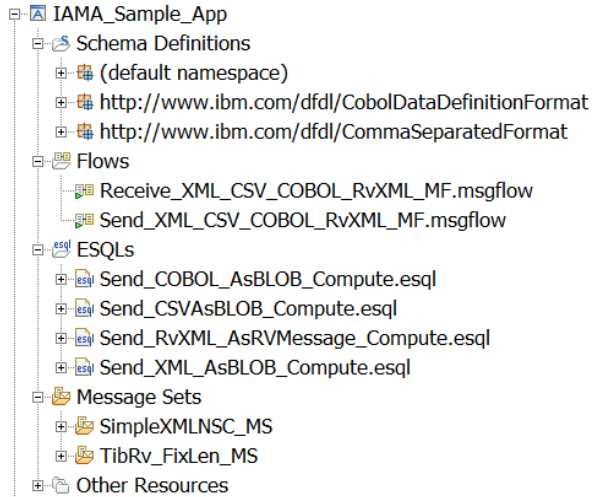 IAMA_Sample_App
Schema Definitions
(default namespace)
http://www.ibm.com/dfdl/CobolDataDefinitionFormat
http://www.ibm.com/dfdl/CommaSeparatedFormat
Flows
Receive_XML_CSV_COBOL_RvXML_MF.msgflow
Send_XML_CSV_COBOL_RvXML_MF.msgflow
ESQLs
Send_COBOL_AsBLOB_Compute.esql
Send_CSVAsBLOB_Compute.esql
Send_RvXML_AsRVMessage_Compute.esql
Send_XML_AsBLOB_Compute.esql
Message Sets
SimpleXMLNSC_MS
TibRv_FixLen_MS
Other Resources